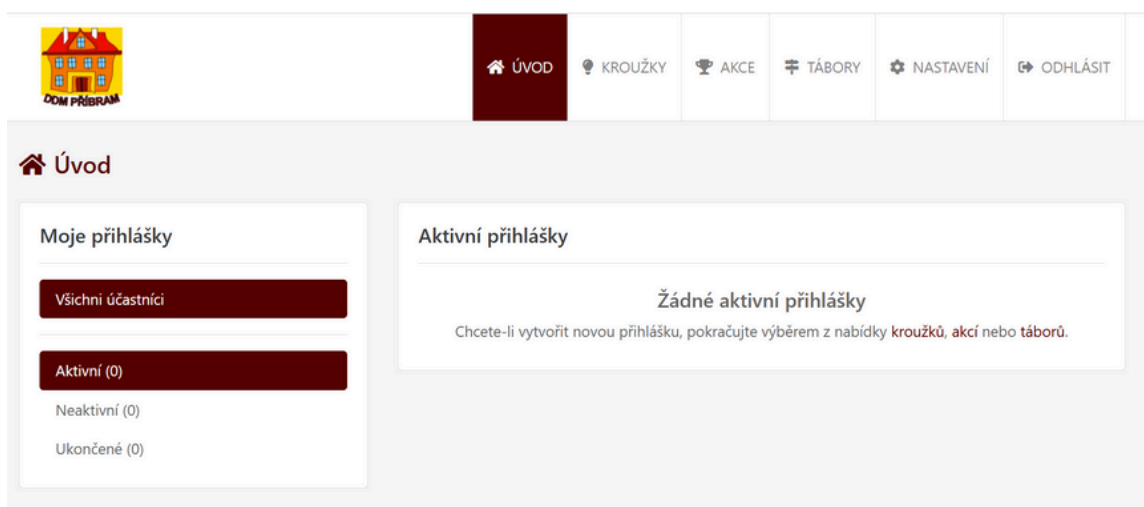 DDM PŘÍBRAM
ÚVOD
KROUŽKY
AKCE
TÁBORY
NASTAVENÍ
ODHLÁSIT
Úvod
Moje přihlášky
Všichni účastníci
Aktivní (0)
Neaktivní (0)
Ukončené (0)
Aktivní přihlášky
Žádné aktivní přihlášky
Chcete-li vytvořit novou přihlášku, pokračujte výběrem z nabídky kroužků, akcí nebo táborů.